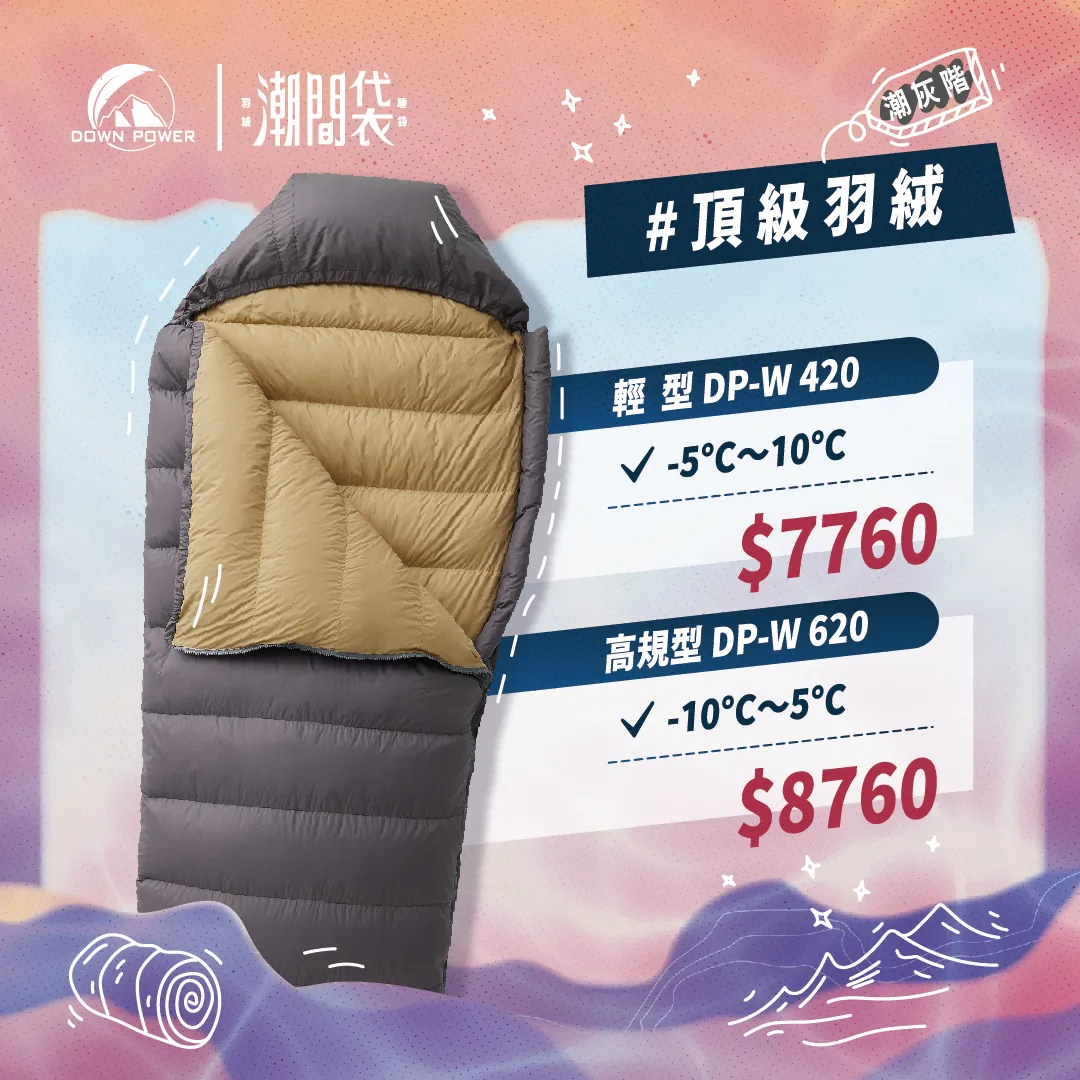 DOWN POWER
羽絨
潮間袋
睡袋
潮灰階
#頂級羽絨
輕型 DP-W 420
✓ -5°C～10°C
$7760
高規型 DP-W 620
✓ -10°C～5°C
$8760